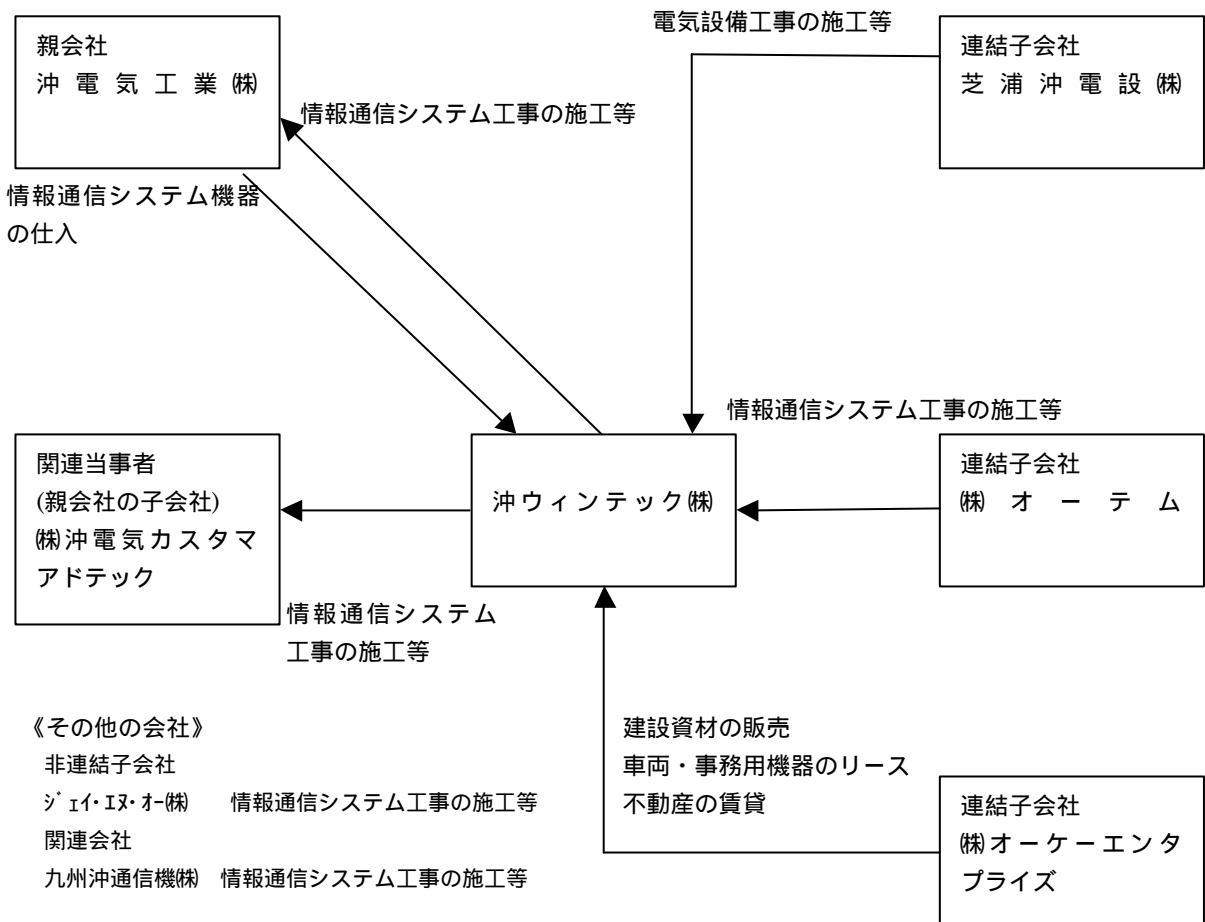 電気設備工事の施工等
親会社
沖電気工業㈱
連結子会社
芝浦沖電設㈱
情報通信システム工事の施工等
情報通信システム機器
の仕入
情報通信システム工事の施工等
関連当事者
(親会社の子会社)
㈱沖電気カスタマ
アドテック
沖ウィンテック㈱
連結子会社
㈱オーテム
情報通信システム
工事の施工等
《その他の会社》
非連結子会社
ジェイ・エヌ・オー㈱ 情報通信システム工事の施工等
関連会社
九州沖通信機㈱ 情報通信システム工事の施工等
建設資材の販売
車両・事務用機器のリース
不動産の賃貸
連結子会社
㈱オーケーエンタ
プライズ